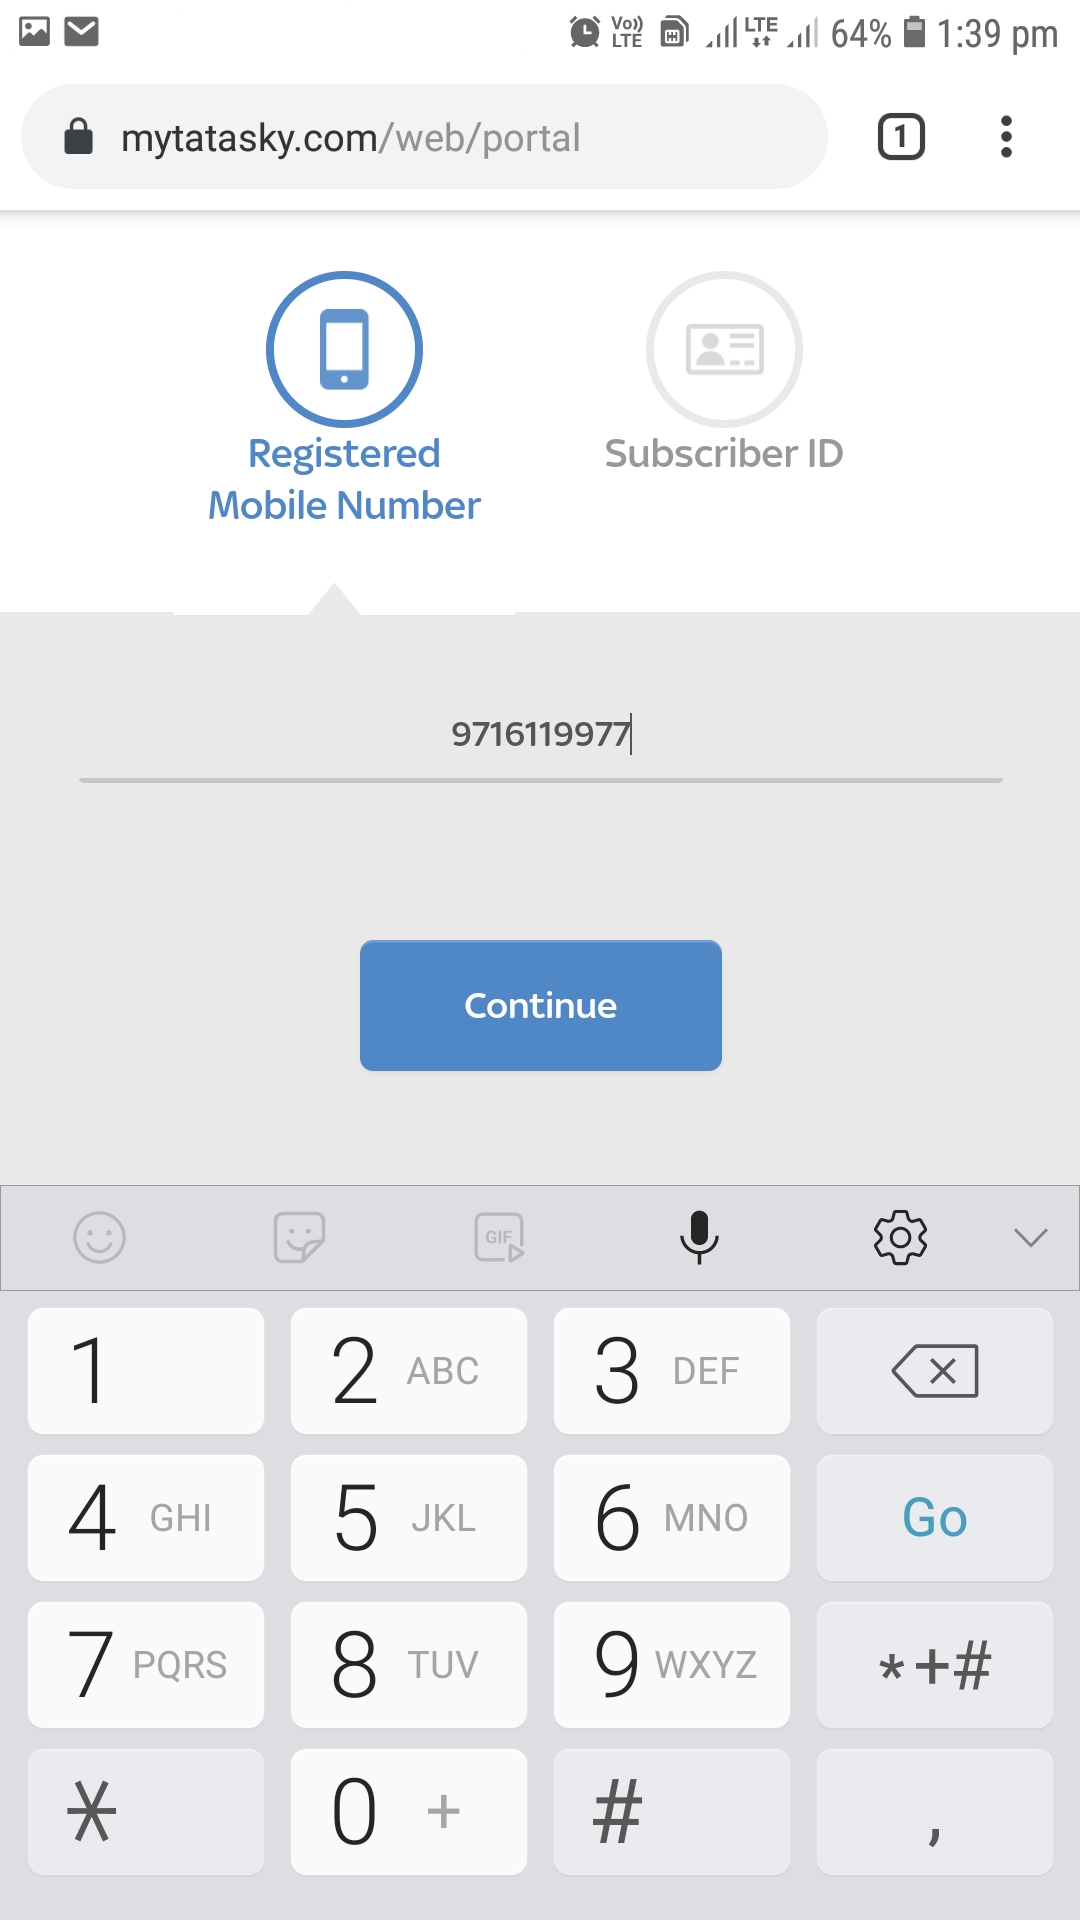 Vo)) LTE LTE 64% 1:39 pm
mytatasky.com/web/portal 1
Registered Mobile Number
Subscriber ID
9716119977
Continue
GIF
1 2 ABC 3 DEF
4 GHI 5 JKL 6 MNO Go
7 PQRS 8 TUV 9 WXYZ *+#
* 0 + # ,